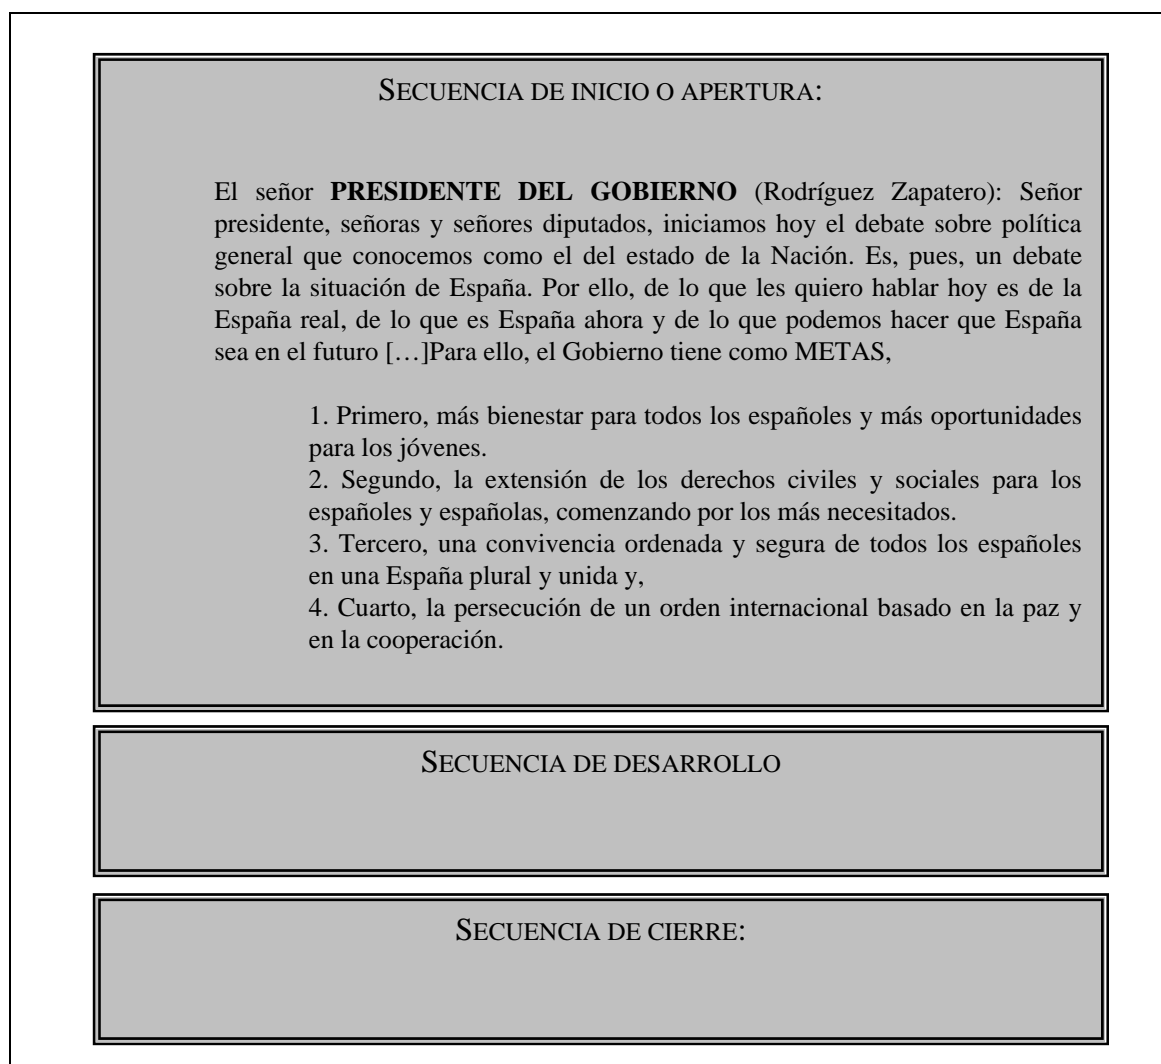 SECUENCIA DE INICIO O APERTURA:
El señor PRESIDENTE DEL GOBIERNO (Rodríguez Zapatero): Señor
presidente, señoras y señores diputados, iniciamos hoy el debate sobre política
general que conocemos como el del estado de la Nación. Es, pues, un debate
sobre la situación de España. Por ello, de lo que les quiero hablar hoy es de la
España real, de lo que es España ahora y de lo que podemos hacer que España
sea en el futuro […]Para ello, el Gobierno tiene como METAS,
1. Primero, más bienestar para todos los españoles y más oportunidades
para los jóvenes.
2. Segundo, la extensión de los derechos civiles y sociales para los
españoles y españolas, comenzando por los más necesitados.
3. Tercero, una convivencia ordenada y segura de todos los españoles
en una España plural y unida y,
4. Cuarto, la persecución de un orden internacional basado en la paz y
en la cooperación.
SECUENCIA DE DESARROLLO
SECUENCIA DE CIERRE: